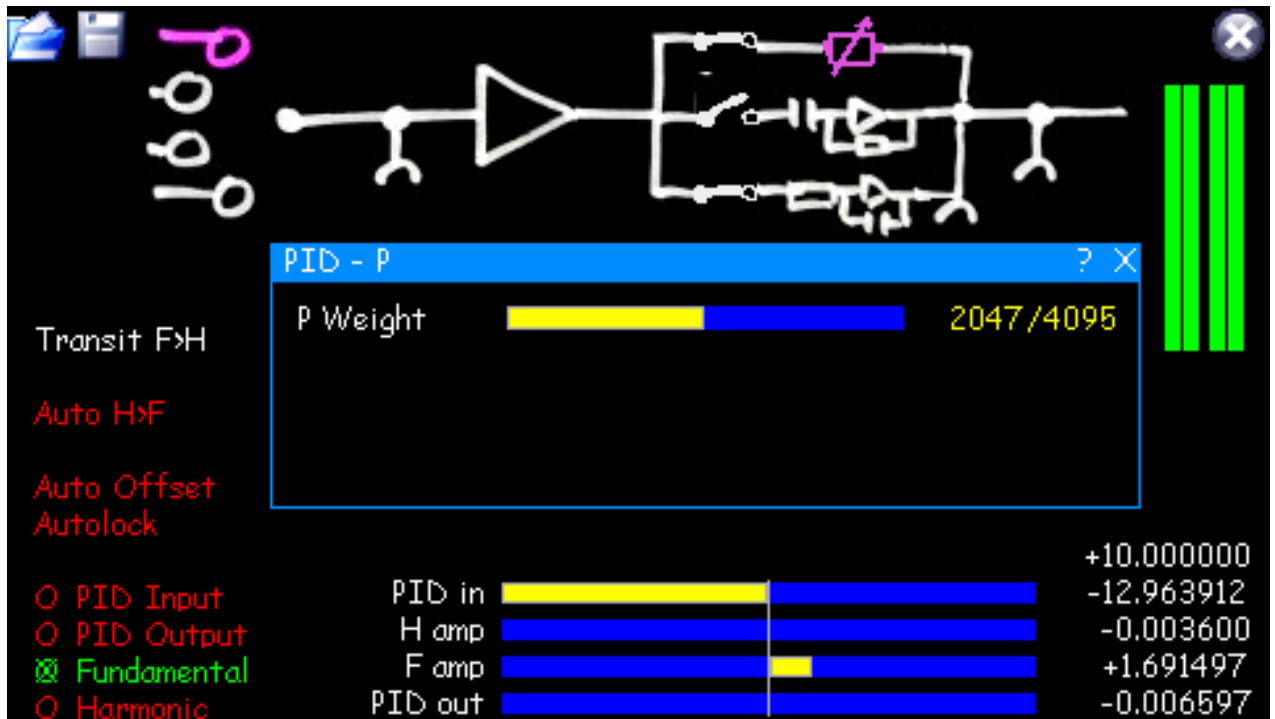 PID - P ? X
P Weight 2047/4095
Transit F>H
Auto H>F
Auto Offset
Autolock
+10.000000
O PID Input PID in -12.963912
O PID Output H amp -0.003600
Fundamental F amp +1.691497
O Harmonic PID out -0.006597